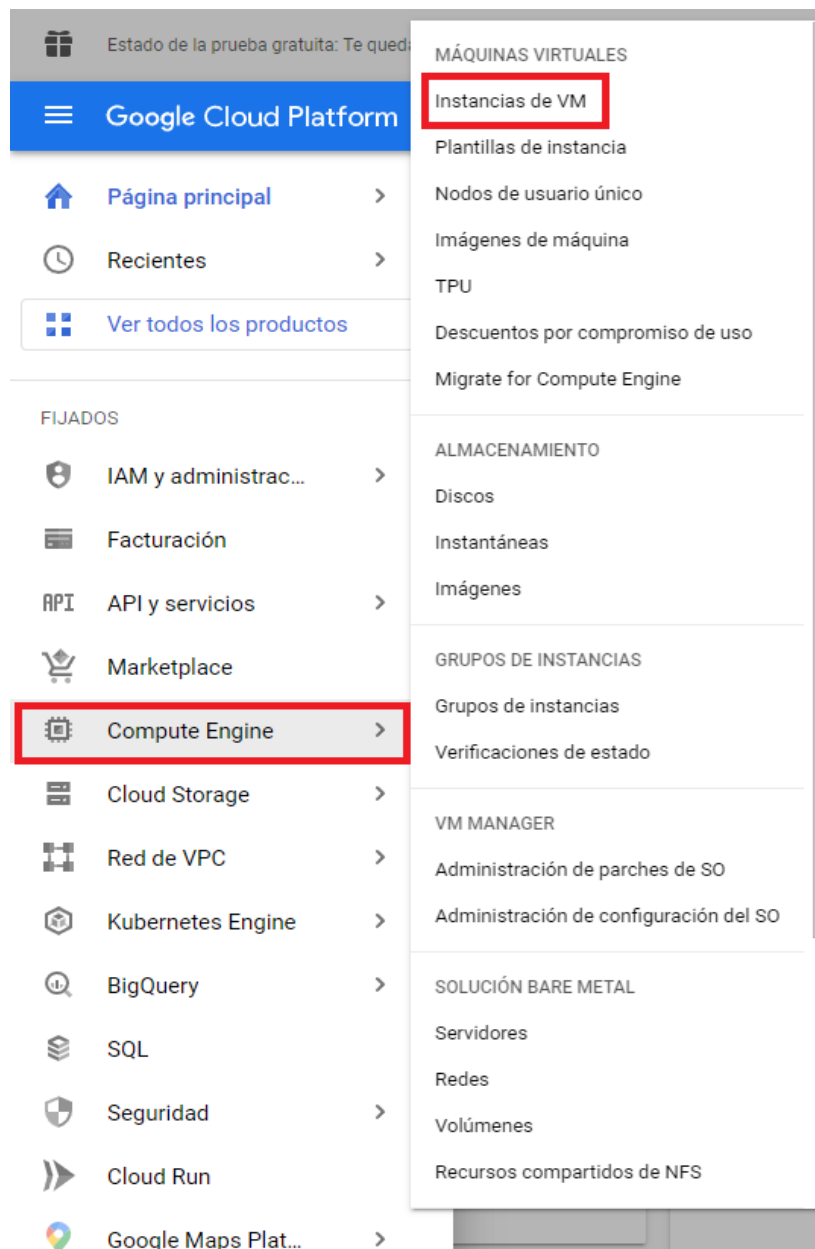 Estado de la prueba gratuita: Te qued
Google Cloud Platform
Página principal
Recientes
Ver todos los productos
FIJADOS
IAM y administrac...
Facturación
API API y servicios
Marketplace
Compute Engine
Cloud Storage
Red de VPC
Kubernetes Engine
BigQuery
SQL
Seguridad
Cloud Run
Google Maps Plat...
MÁQUINAS VIRTUALES
Instancias de VM
Plantillas de instancia
Nodos de usuario único
Imágenes de máquina
TPU
Descuentos por compromiso de uso
Migrate for Compute Engine
ALMACENAMIENTO
Discos
Instantáneas
Imágenes
GRUPOS DE INSTANCIAS
Grupos de instancias
Verificaciones de estado
VM MANAGER
Administración de parches de SO
Administración de configuración del SO
SOLUCIÓN BARE METAL
Servidores
Redes
Volúmenes
Recursos compartidos de NFS